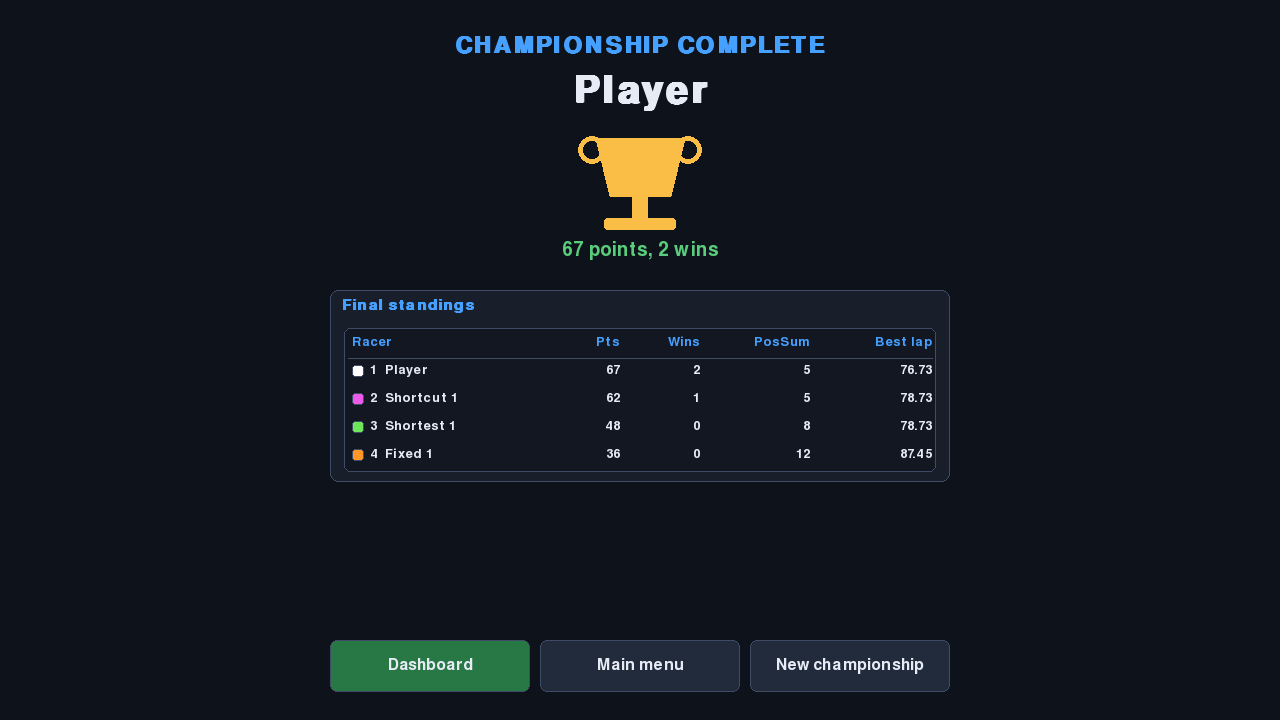 CHAMPIONSHIP COMPLETE
Player
67 points, 2 wins
Final standings
Racer Pts Wins PosSum Best lap
1 Player 67 2 5 76.73
2 Shortcut 1 62 1 5 78.73
3 Shortest 1 48 0 8 78.73
4 Fixed 1 36 0 12 87.45
Dashboard Main menu New championship